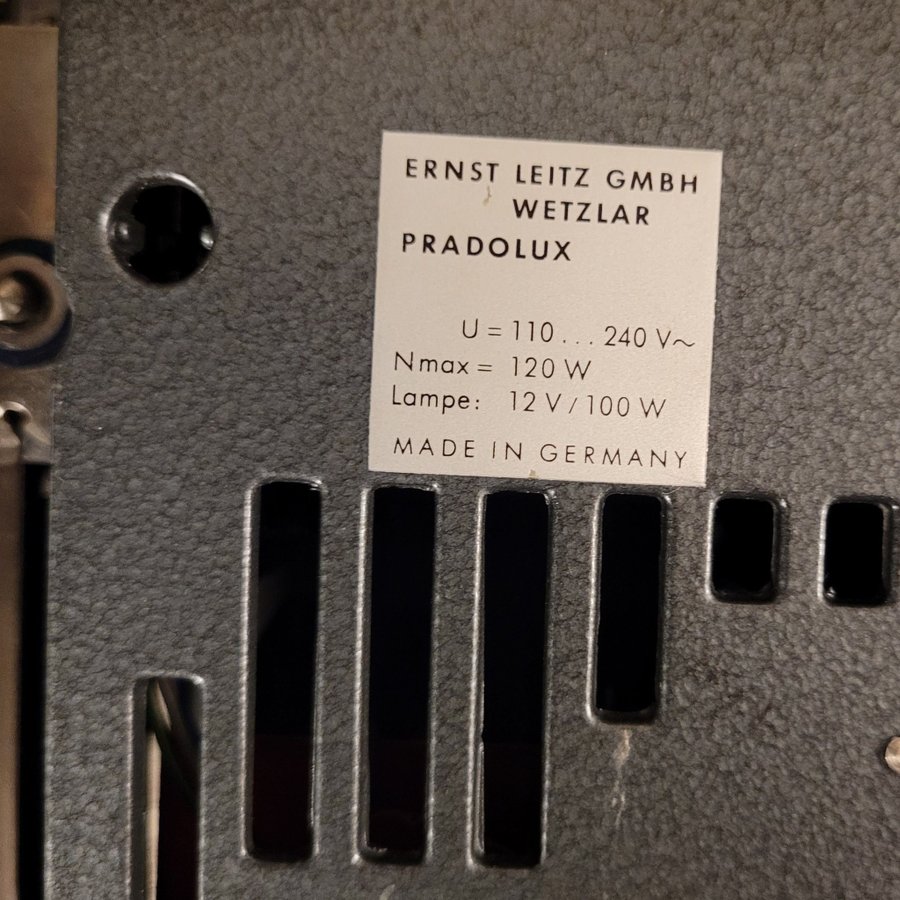 ERNST LEITZ GMBH
WETZLAR
PRADOLUX
U = 110 ... 240 V~
Nmax = 120 W
Lampe: 12 V / 100 W
MADE IN GERMANY